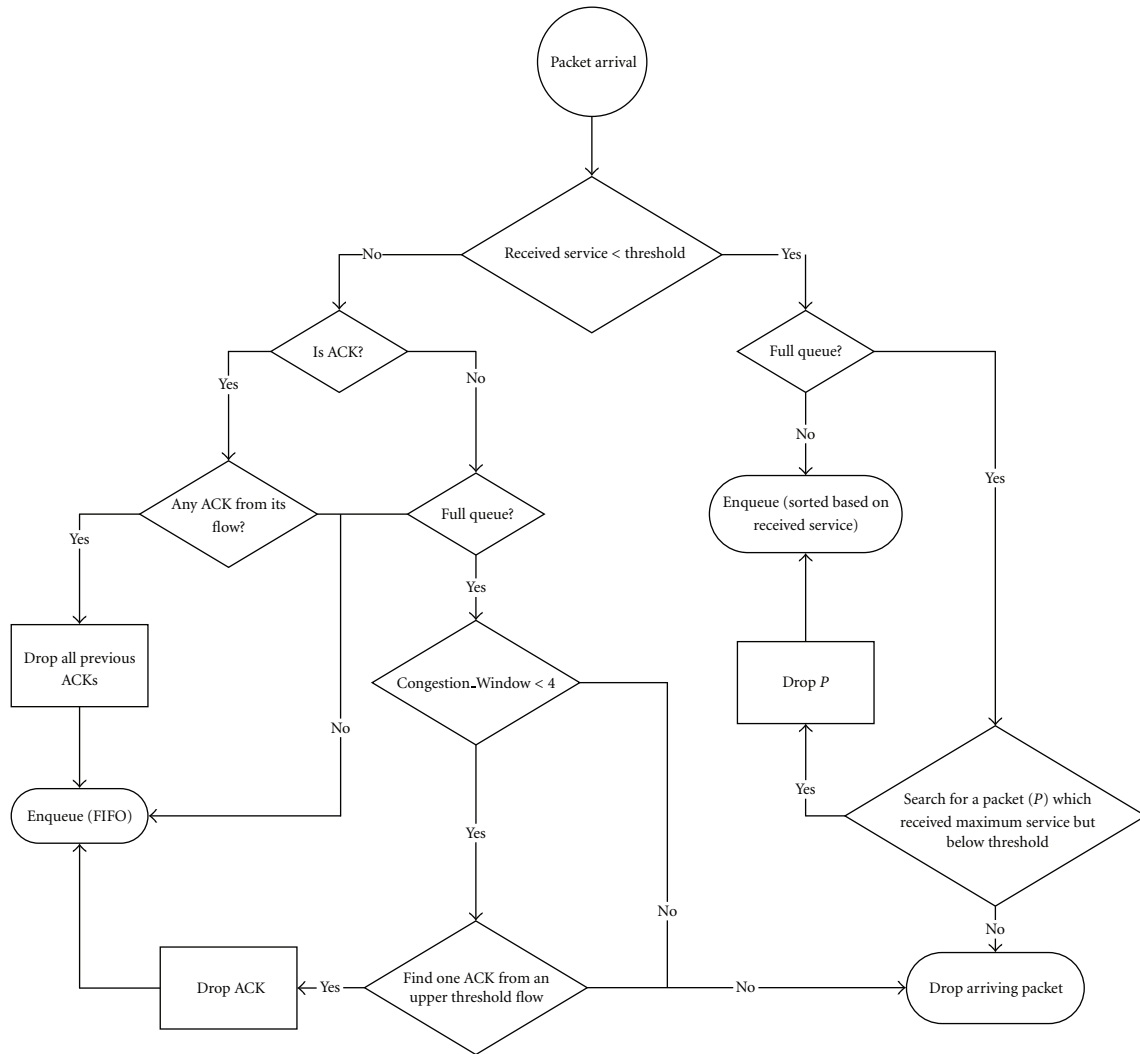 Packet arrival
Received service < threshold
No
Yes
Is ACK?
Full queue?
Yes
No
No
Yes
Any ACK from its
flow?
Full queue?
Enqueue (sorted based on
received service)
Yes
Yes
Drop all previous
ACKs
Congestion_Window < 4
Drop P
No
Yes
Enqueue (FIFO)
Search for a packet (P) which
received maximum service but
below threshold
Yes
No
No
Drop ACK
Yes
Find one ACK from an
upper threshold flow
No
Drop arriving packet